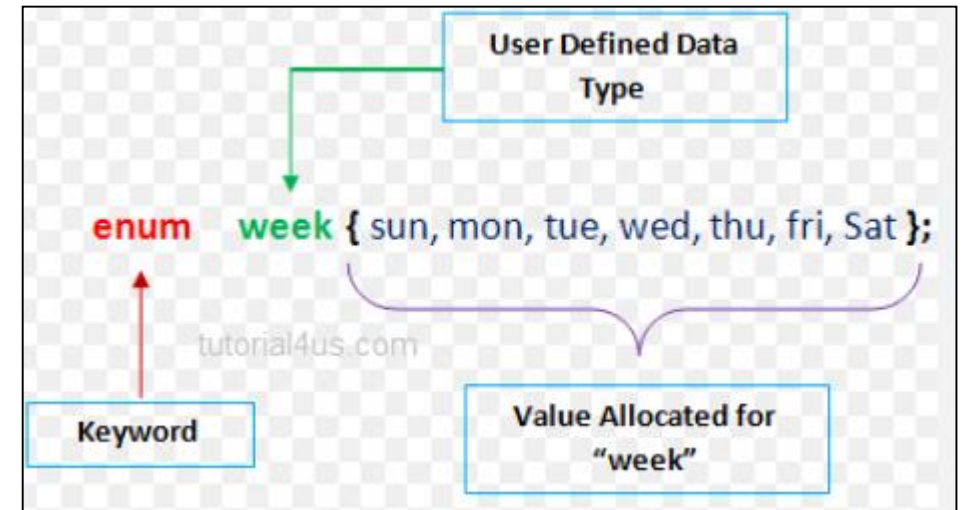 User Defined Data
Type
enum week { sun, mon, tue, wed, thu, fri, Sat };
tutorial4us.com
Keyword
Value Allocated for
“week”